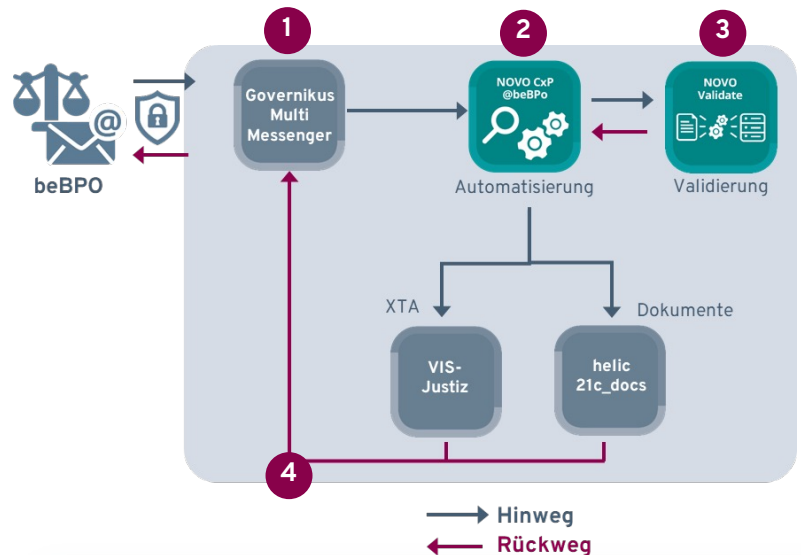 1
2
3
@
beBPO
Governikus
Multi
Messenger
NOVO CxP
@beBPo
Automatisierung
NOVO
Validate
Validierung
XTA
Dokumente
VIS-
Justiz
helic
21c_docs
4
Hinweg
Rückweg